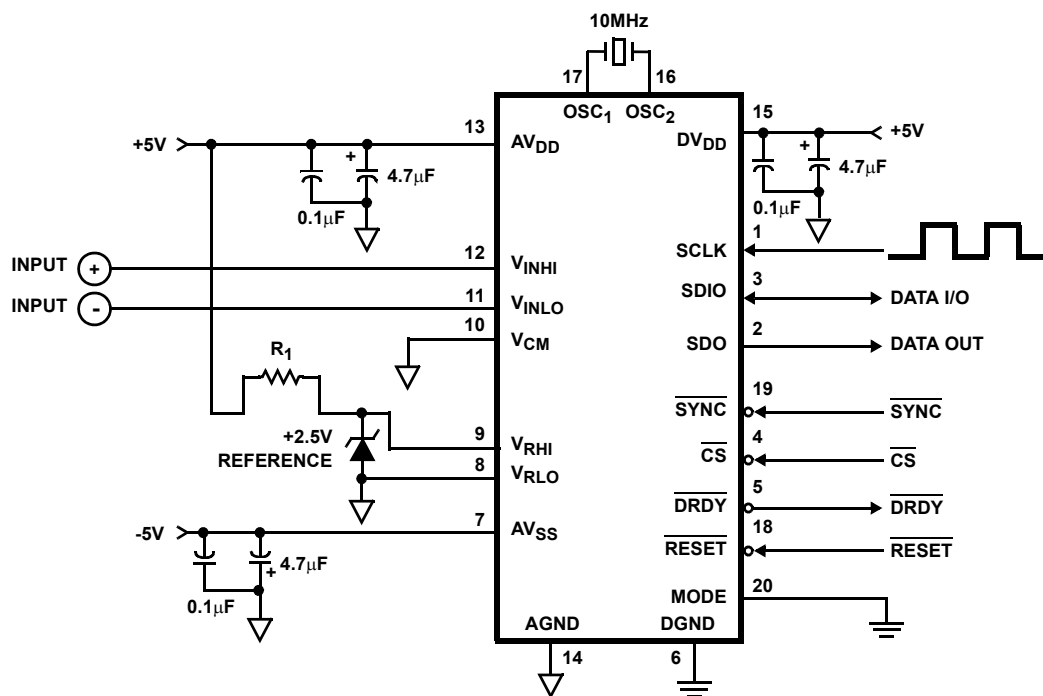 10MHz
17
16
OSC1
OSC2
+5V
13
AVDD
+
4.7μF
0.1μF
15
DVDD
+5V
+
4.7μF
0.1μF
INPUT +
12
VINHI
INPUT -
11
VINLO
10
VCM
R1
+2.5V
REFERENCE
9
VRHI
8
VRLO
-5V
7
AVSS
4.7μF
+
0.1μF
1
SCLK
3
SDIO
DATA I/O
2
SDO
DATA OUT
19
SYNC
SYNC
4
CS
CS
5
DRDY
DRDY
18
RESET
RESET
20
MODE
AGND
14
DGND
6